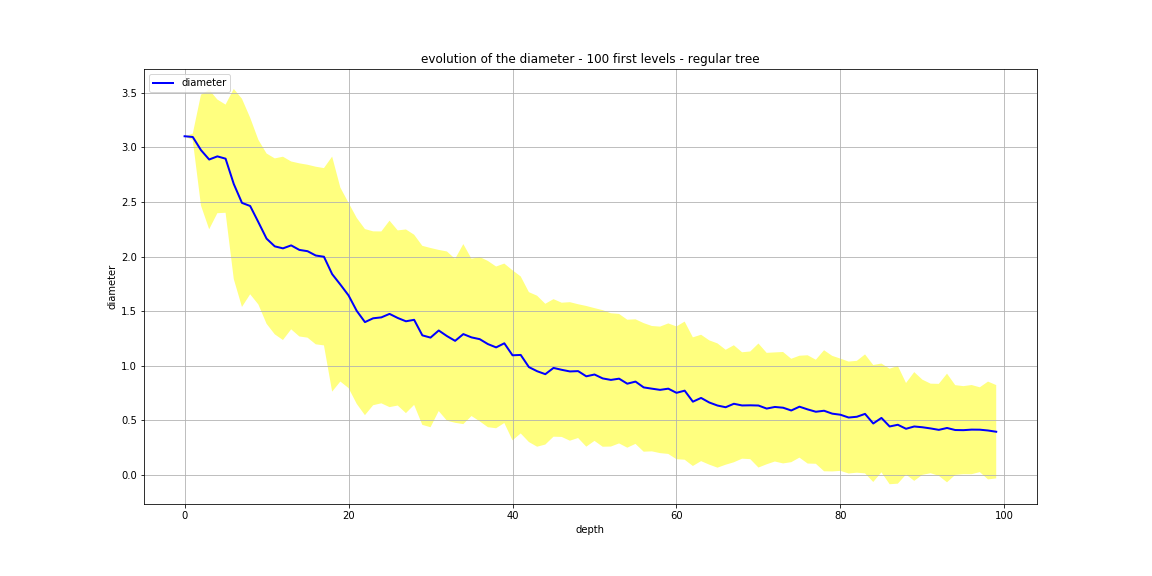 evolution of the diameter - 100 first levels - regular tree
diameter
3.5
3.0
2.5
2.0
1.5
1.0
0.5
0.0
diameter
0 20 40 60 80 100
depth